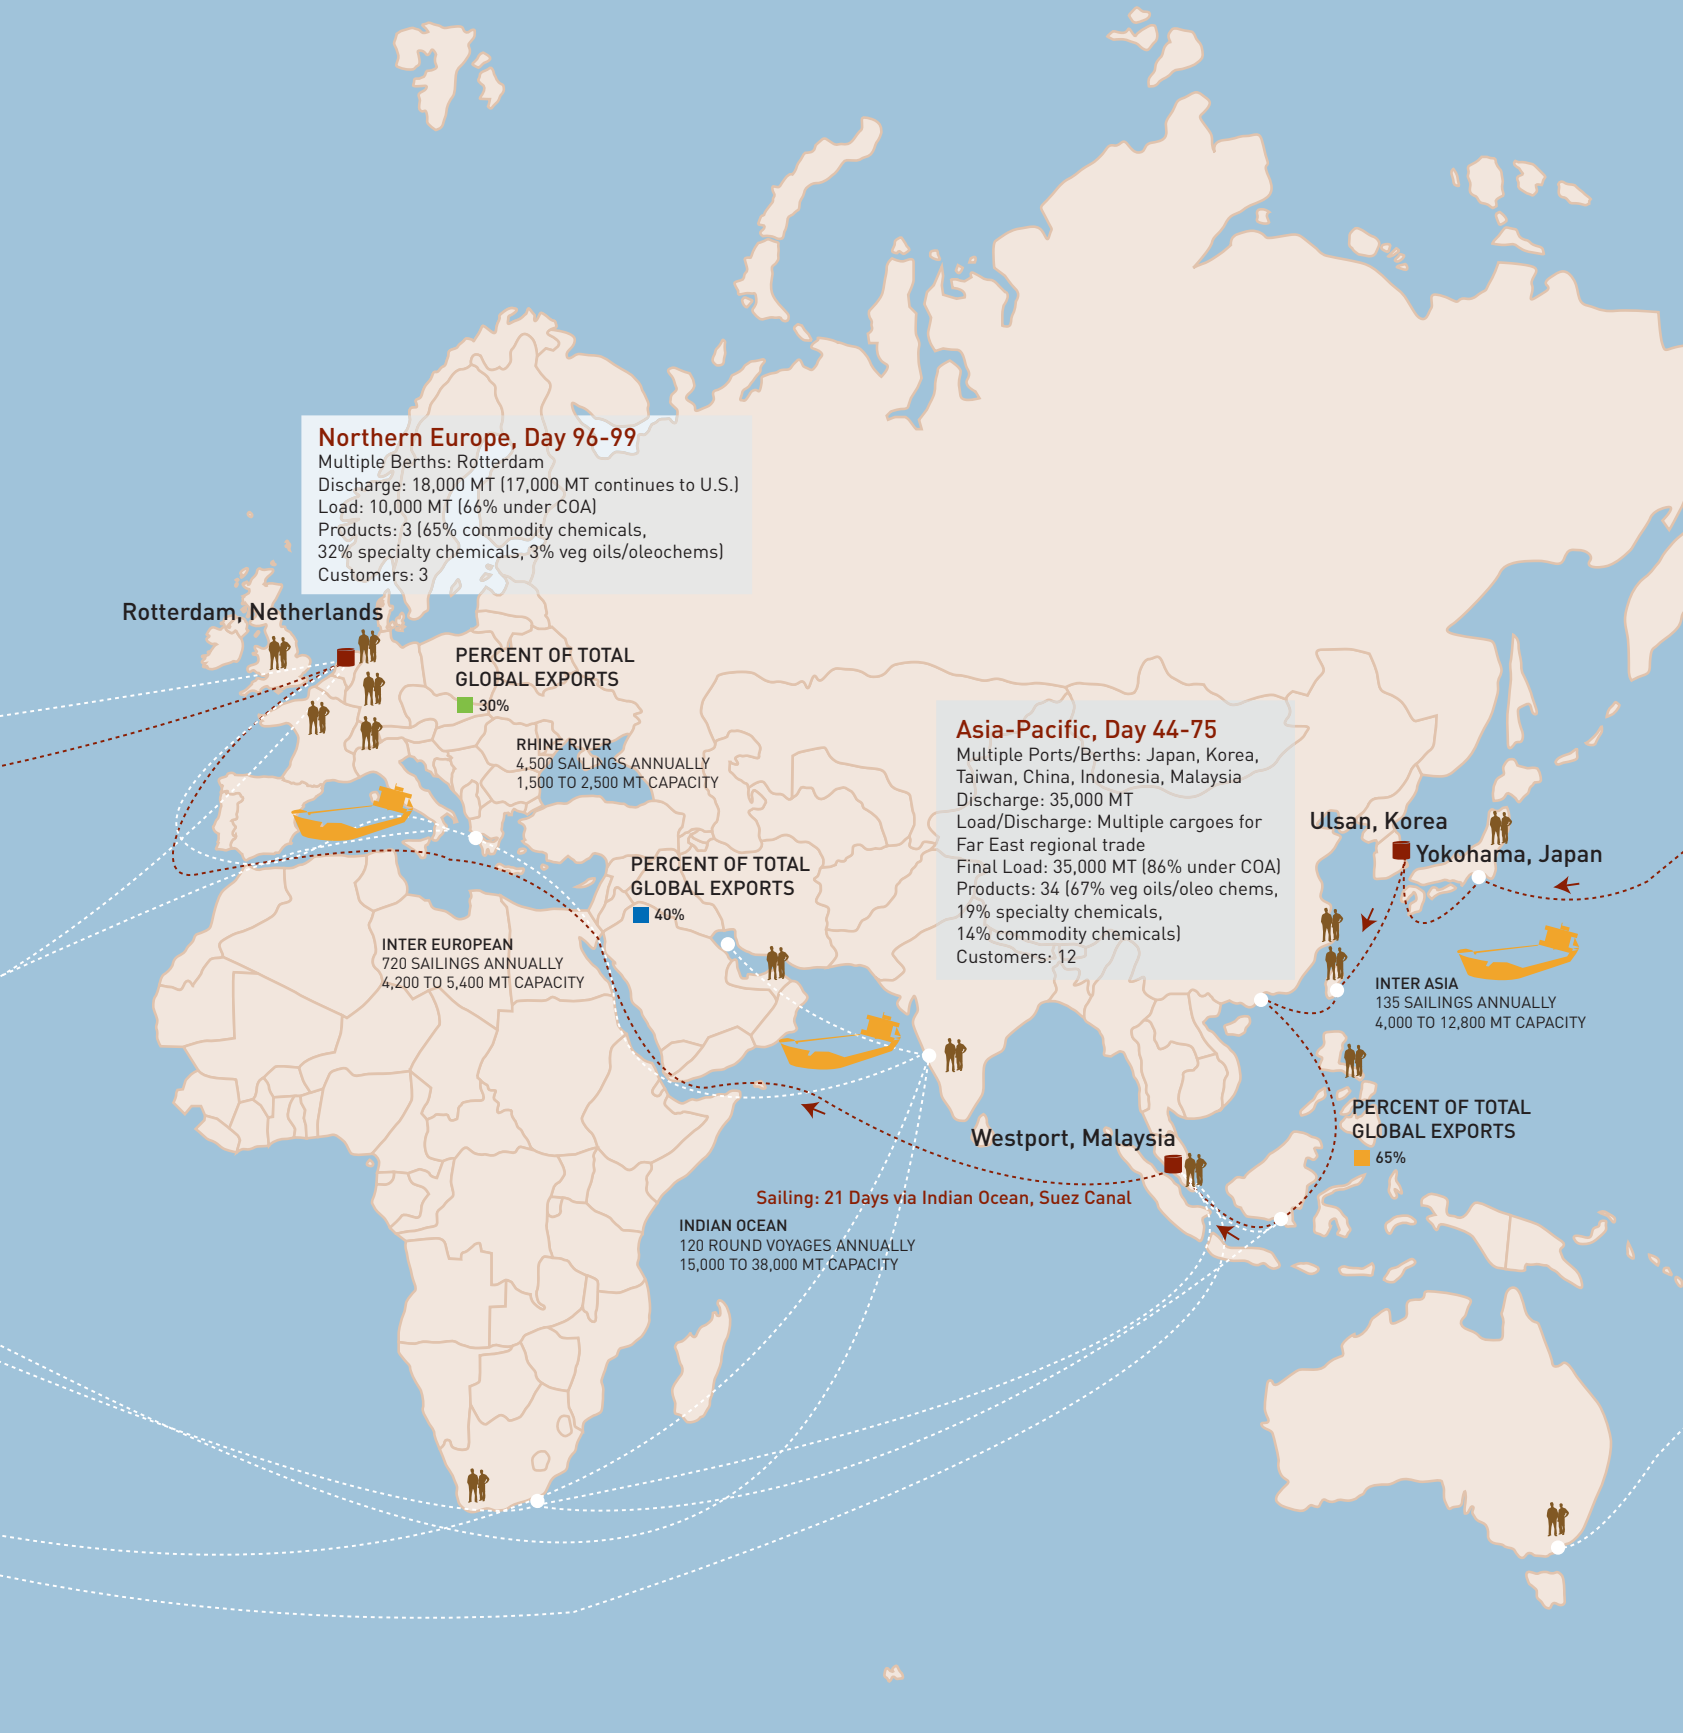 Northern Europe, Day 96-99
Multiple Berths: Rotterdam
Discharge: 18,000 MT (17,000 MT continues to U.S.)
Load: 10,000 MT (66% under COA)
Products: 3 (65% commodity chemicals,
32% specialty chemicals, 3% veg oils/oleochems)
Customers: 3
Rotterdam, Netherlands
PERCENT OF TOTAL
GLOBAL EXPORTS
30%
RHINE RIVER
4,500 SAILINGS ANNUALLY
1,500 TO 2,500 MT CAPACITY
Asia-Pacific, Day 44-75
Multiple Ports/Berths: Japan, Korea,
Taiwan, China, Indonesia, Malaysia
Discharge: 35,000 MT
Load/Discharge: Multiple cargoes for
Far East regional trade
Final Load: 35,000 MT (86% under COA)
Products: 34 (67% veg oils/oleo chems,
19% specialty chemicals,
14% commodity chemicals)
Customers: 12
Ulsan, Korea
Yokohama, Japan
PERCENT OF TOTAL
GLOBAL EXPORTS
40%
INTER EUROPEAN
720 SAILINGS ANNUALLY
4,200 TO 5,400 MT CAPACITY
INTER ASIA
135 SAILINGS ANNUALLY
4,000 TO 12,800 MT CAPACITY
PERCENT OF TOTAL
GLOBAL EXPORTS
65%
Westport, Malaysia
Sailing: 21 Days via Indian Ocean, Suez Canal
INDIAN OCEAN
120 ROUND VOYAGES ANNUALLY
15,000 TO 38,000 MT CAPACITY